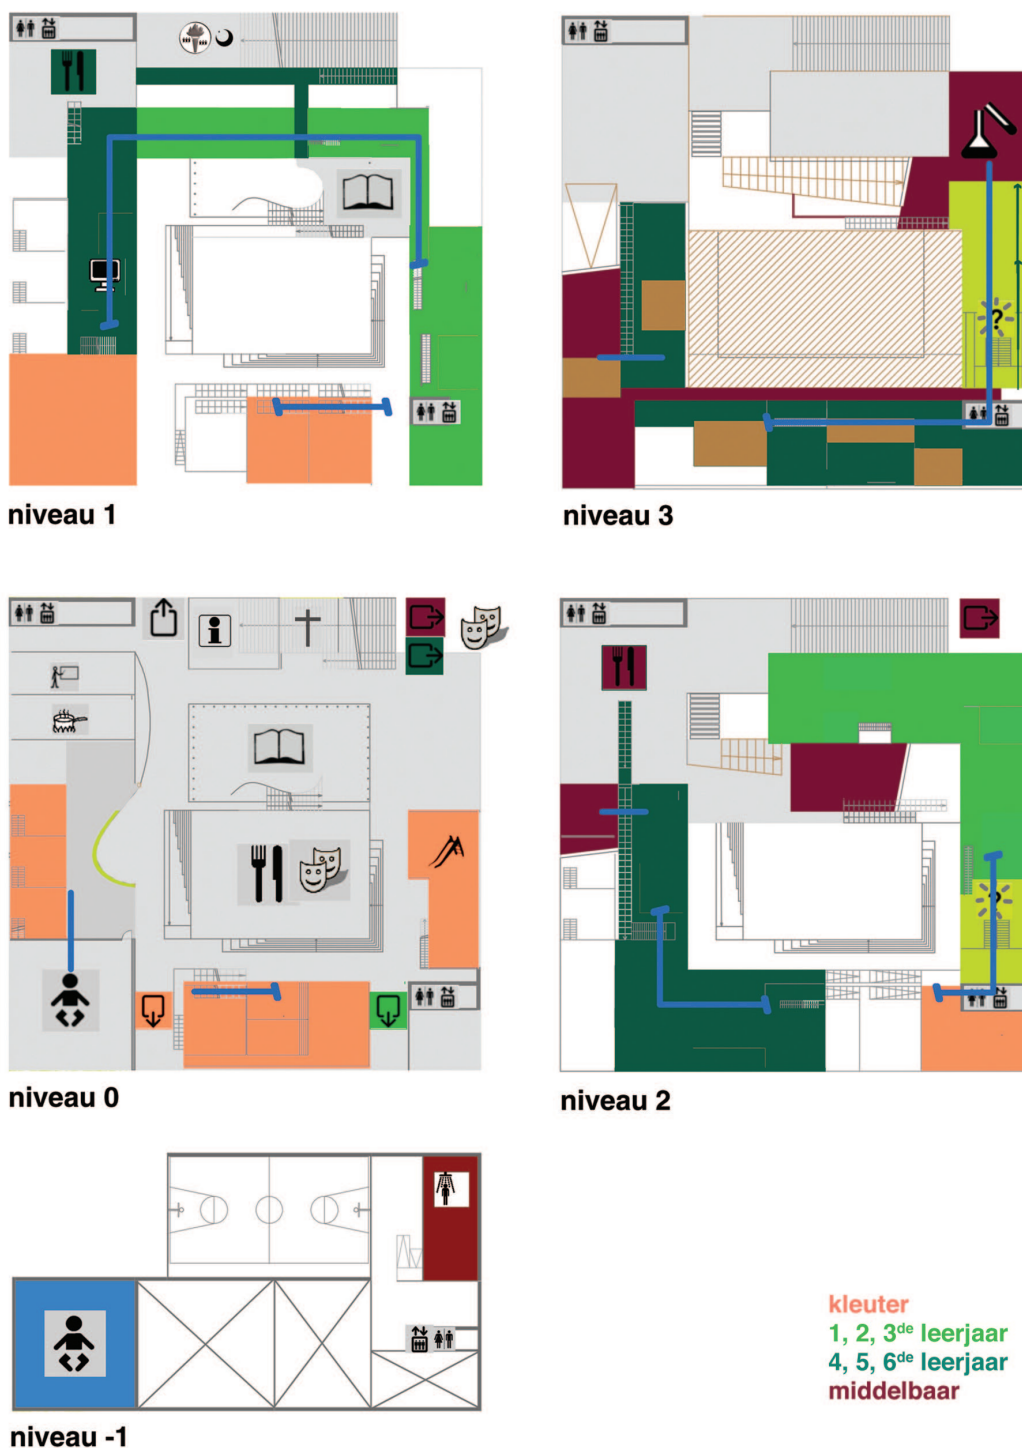 niveau 1
niveau 3
niveau 0
?
niveau 2
?
niveau -1
kleuter
1, 2, 3de leerjaar
4, 5, 6de leerjaar
middelbaar